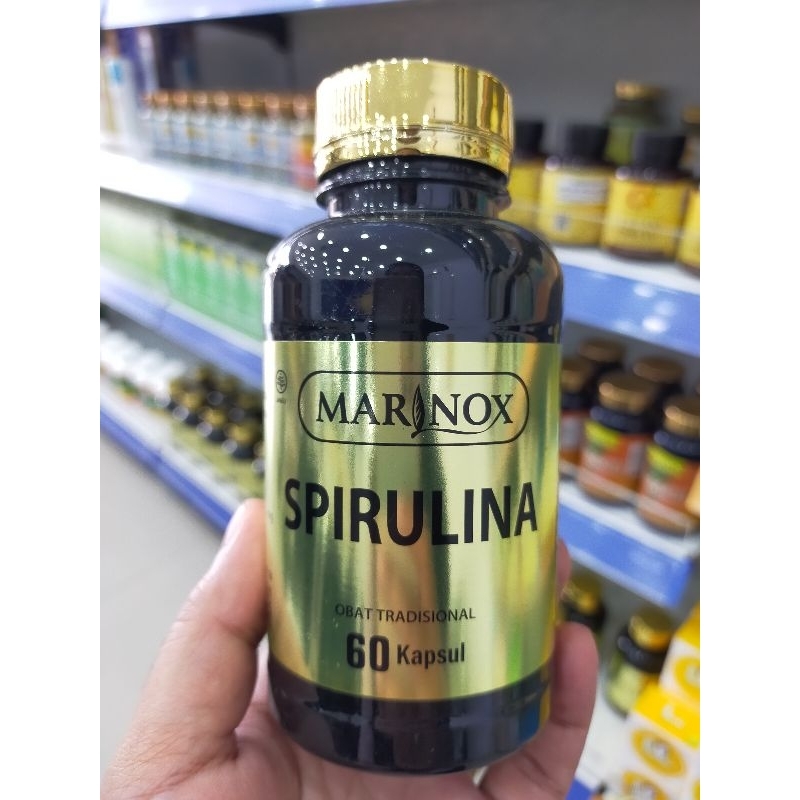 MARINOX
SPIRULINA
OBAT TRADISIONAL
60 Kapsul